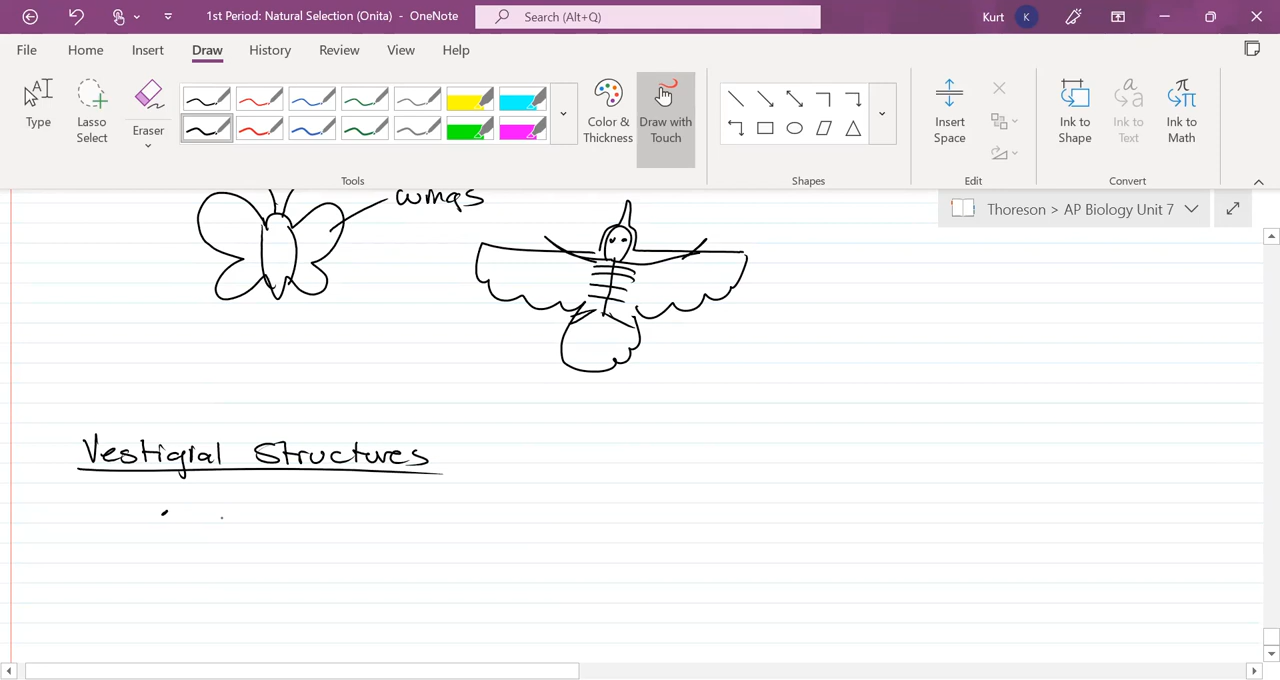 1st Period: Natural Selection (Onita) - OneNote
Search (Alt+Q)
Kurt
K
File Home Insert Draw History Review View Help
Type
Lasso Select
Eraser
Color & Thickness
Draw with Touch
Insert Space
Ink to Shape
Ink to Text
Ink to Math
Tools
Shapes
Edit
Convert
wings
Thoreson > AP Biology Unit 7
Vestigial Structures